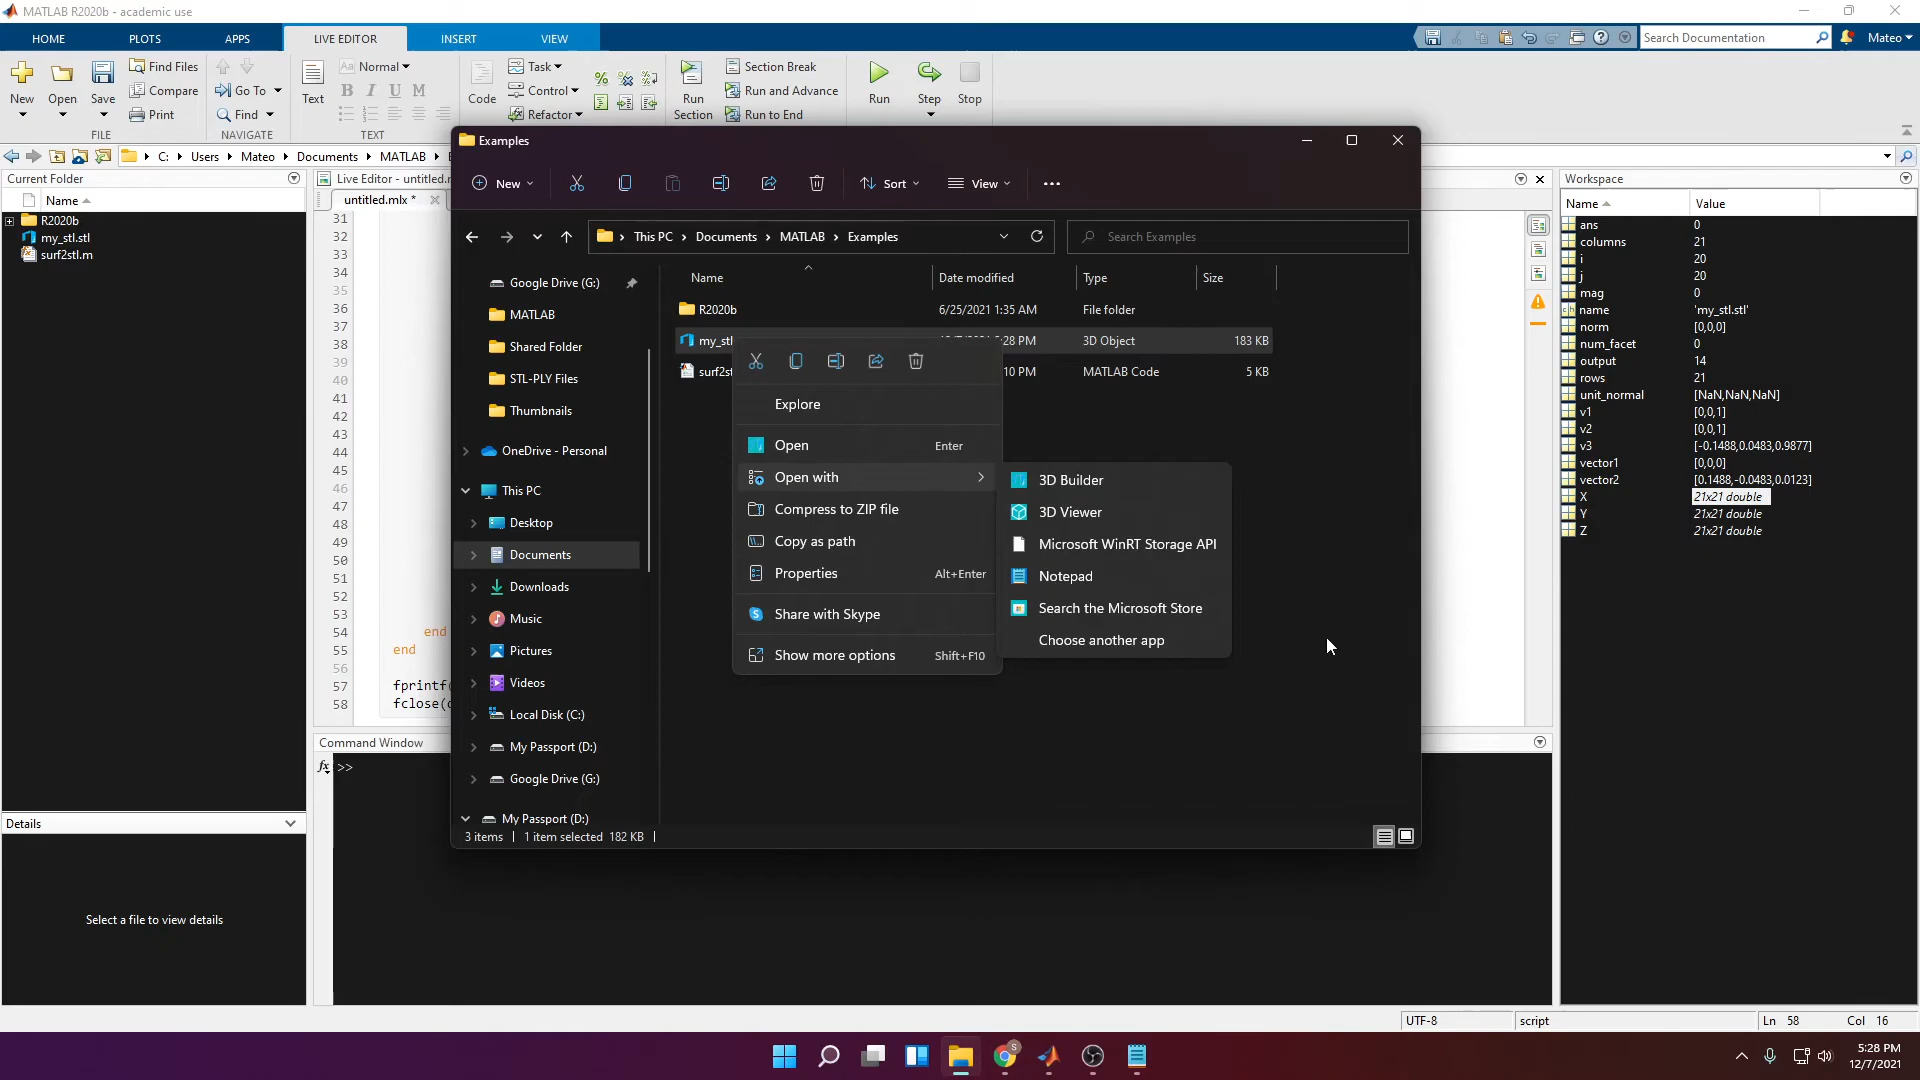 MATLAB R2020b - academic use
HOME PLOTS APPS LIVE EDITOR INSERT VIEW
Search Documentation
Mateo
New Open Save
Find Files
Compare
Print
Go To
Find
Text
Normal
B I U M
Code
Task
Control
Refactor
Run
Section
Section Break
Run and Advance
Run to End
Run Step Stop
FILE NAVIGATE TEXT
C: Users Mateo Documents MATLAB
Current Folder
Name
R2020b
my_stl.stl
surf2stl.m
Details
Select a file to view details
Live Editor - untitled.
untitled.mlx *
31
32
33
34
35
36
37
38
39
40
41
42
43
44
45
46
47
48
49
50
51
52
53
54 end
55 end
56
57 fprintf(
58 fclose(
Command Window
fx >>
Examples
New Sort View
This PC Documents MATLAB Examples
Search Examples
Google Drive (G:)
MATLAB
Shared Folder
STL-PLY Files
Thumbnails
OneDrive - Personal
This PC
Desktop
Documents
Downloads
Music
Pictures
Videos
Local Disk (C:)
My Passport (D:)
Google Drive (G:)
My Passport (D:)
Name Date modified Type Size
R2020b 6/25/2021 1:35 AM File folder
my_stl :28 PM 3D Object 183 KB
surf2st 10 PM MATLAB Code 5 KB
Explore
Open Enter
Open with
Compress to ZIP file
Copy as path
Properties Alt+Enter
Share with Skype
Show more options Shift+F10
3D Builder
3D Viewer
Microsoft WinRT Storage API
Notepad
Search the Microsoft Store
Choose another app
3 items 1 item selected 182 KB
Workspace
Name Value
ans 0
columns 21
i 20
j 20
mag 0
name 'my_stl.stl'
norm [0,0,0]
num_facet 0
output 14
rows 21
unit_normal [NaN,NaN,NaN]
v1 [0,0,1]
v2 [0,0,1]
v3 [-0.1488,0.0483,0.9877]
vector1 [0,0,0]
vector2 [0.1488,-0.0483,0.0123]
X 21x21 double
Y 21x21 double
Z 21x21 double
UTF-8 script Ln 58 Col 16
S
5:28 PM
12/7/2021